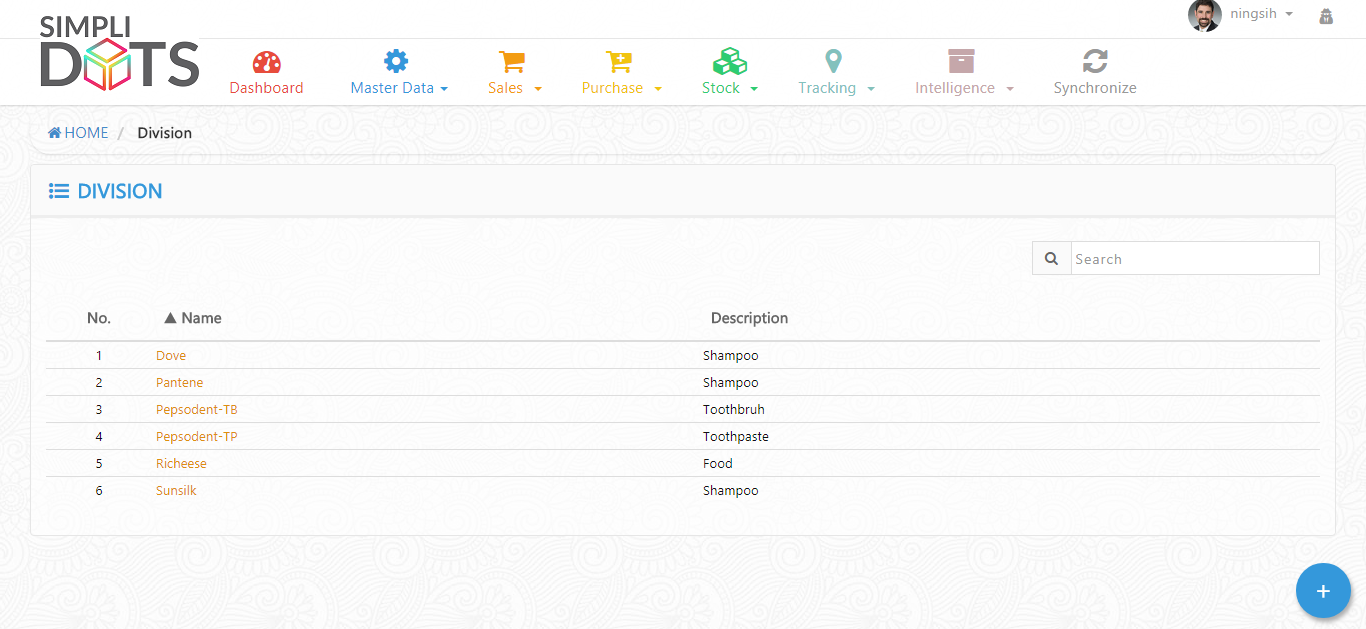 SIMPLI
DOTS
ningsih
Dashboard Master Data Sales Purchase Stock Tracking Intelligence Synchronize
HOME / Division
DIVISION
Search
No. ▲ Name Description
1 Dove Shampoo
2 Pantene Shampoo
3 Pepsodent-TB Toothbruh
4 Pepsodent-TP Toothpaste
5 Richeese Food
6 Sunsilk Shampoo
+